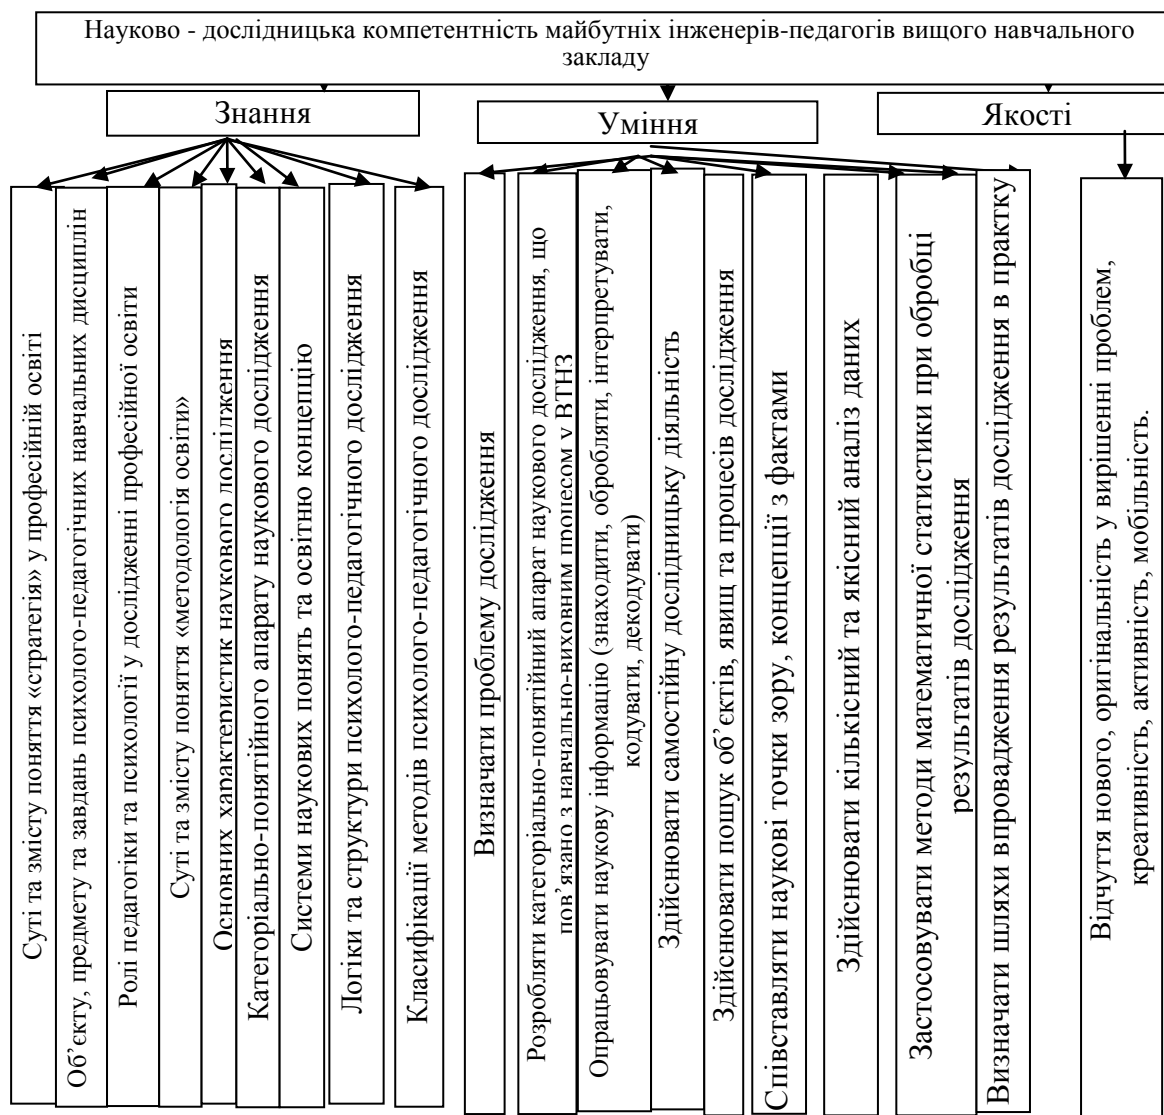 Науково - дослідницька компетентність майбутніх інженерів-педагогів вищого навчального
закладу
Знання
Уміння
Якості
Суті та змісту поняття «стратегія» у професійній освіті
Об’єкту, предмету та завдань психолого-педагогічних навчальних дисциплін
Ролі педагогіки та психології у дослідженні професійної освіти
Суті та змісту поняття «методологія освіти»
Основних характеристик наукового дослідження
Категоріально-понятійного апарату наукового дослідження
Системи наукових понять та освітню концепцію
Логіки та структури психолого-педагогічного дослідження
Класифікації методів психолого-педагогічного дослідження
Визначати проблему дослідження
Розробляти категоріально-понятійний апарат наукового дослідження, що
пов’язано з навчально-виховним процесом у ВТНЗ
Опрацьовувати наукову інформацію (знаходити, обробляти, інтерпретувати,
кодувати, декодувати)
Здійснювати самостійну дослідницьку діяльність
Здійснювати пошук об’єктів, явищ та процесів дослідження
Співставляти наукові точки зору, концепції з фактами
Здійснювати кількісний та якісний аналіз даних
Застосовувати методи математичної статистики при обробці
результатів дослідження
Визначати шляхи впровадження результатів дослідження в практку
Відчуття нового, оригінальність у вирішені проблем,
креативність, активність, мобільність.